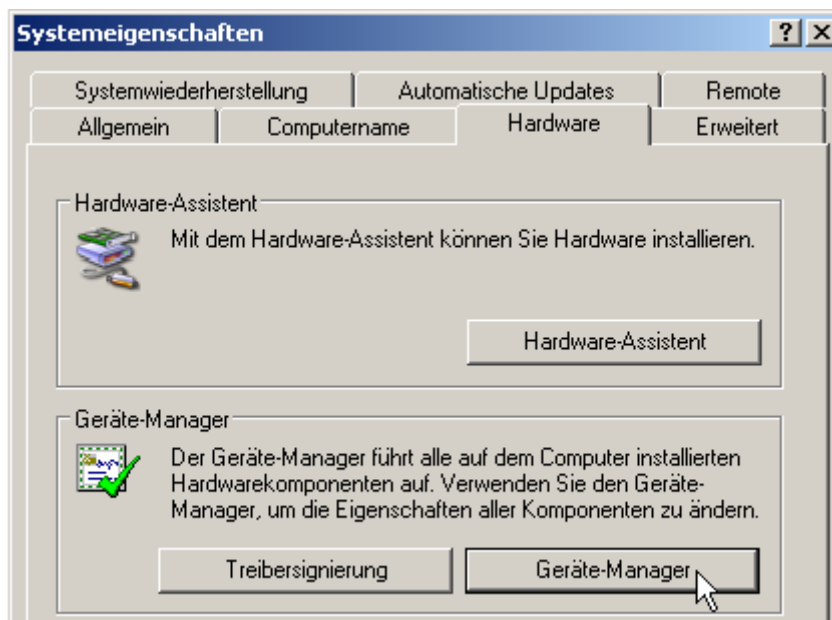 Systemeigenschaften
Systemwiederherstellung Automatische Updates Remote
Allgemein Computername Hardware Erweitert
Hardware-Assistent
Mit dem Hardware-Assistent können Sie Hardware installieren.
Hardware-Assistent
Geräte-Manager
Der Geräte-Manager führt alle auf dem Computer installierten
Hardwarekomponenten auf. Verwenden Sie den Geräte-
Manager, um die Eigenschaften aller Komponenten zu ändern.
Treibersignierung Geräte-Manager